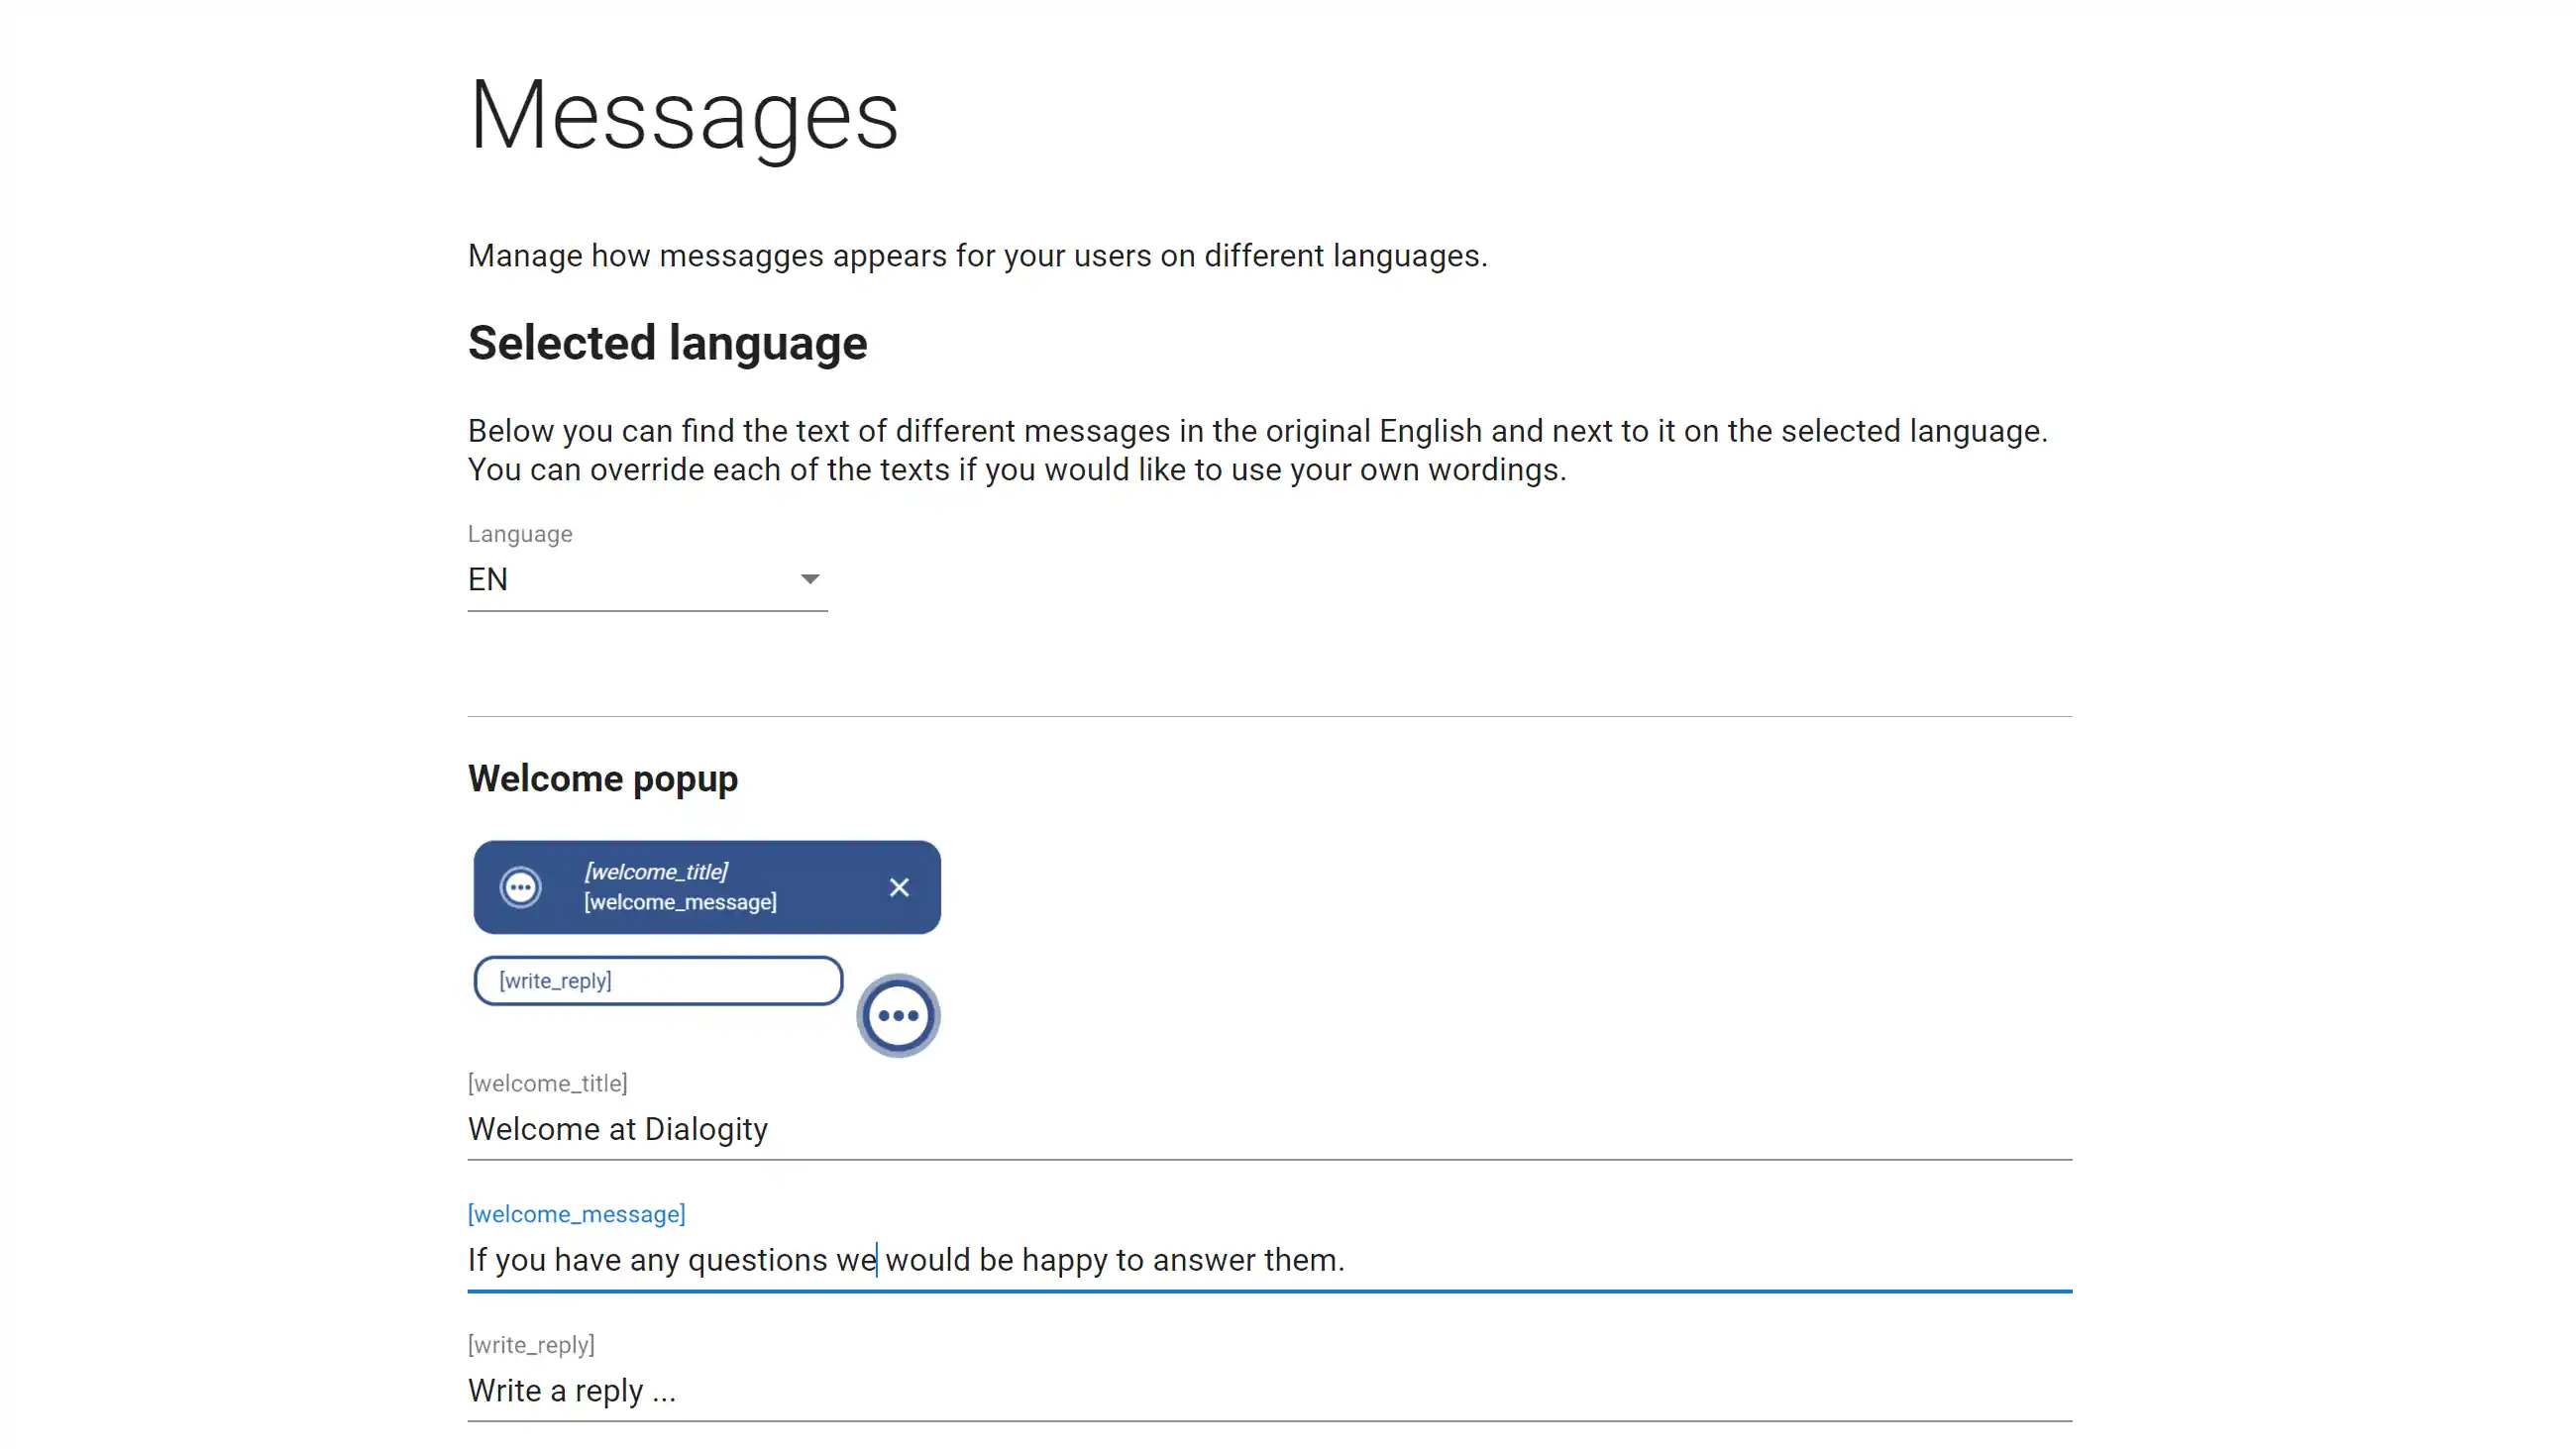 Messages
Manage how messagges appears for your users on different languages.
Selected language
Below you can find the text of different messages in the original English and next to it on the selected language.
You can override each of the texts if you would like to use your own wordings.
Language
EN
Welcome popup
[welcome_title]
[welcome_message]
[write_reply]
[welcome_title]
Welcome at Dialogity
[welcome_message]
If you have any questions we would be happy to answer them.
[write_reply]
Write a reply ...